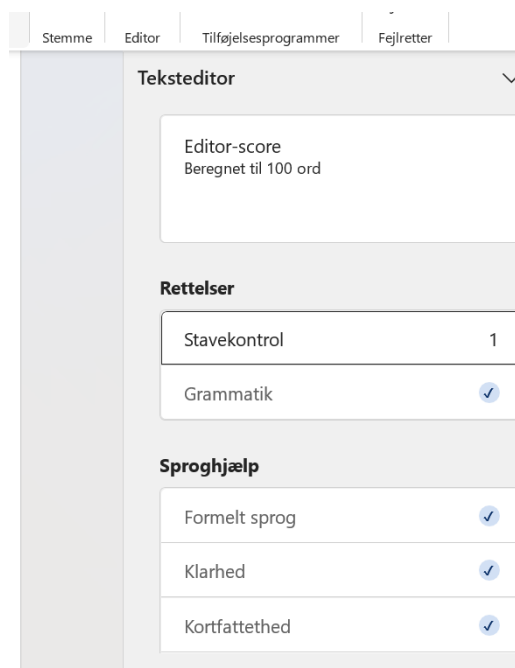 Stemme Editor Tilføjelsesprogrammer Fejlretter
Teksteditor
Editor-score
Beregnet til 100 ord
Rettelser
Stavekontrol 1
Grammatik
Sproghjælp
Formelt sprog
Klarhed
Kortfattethed